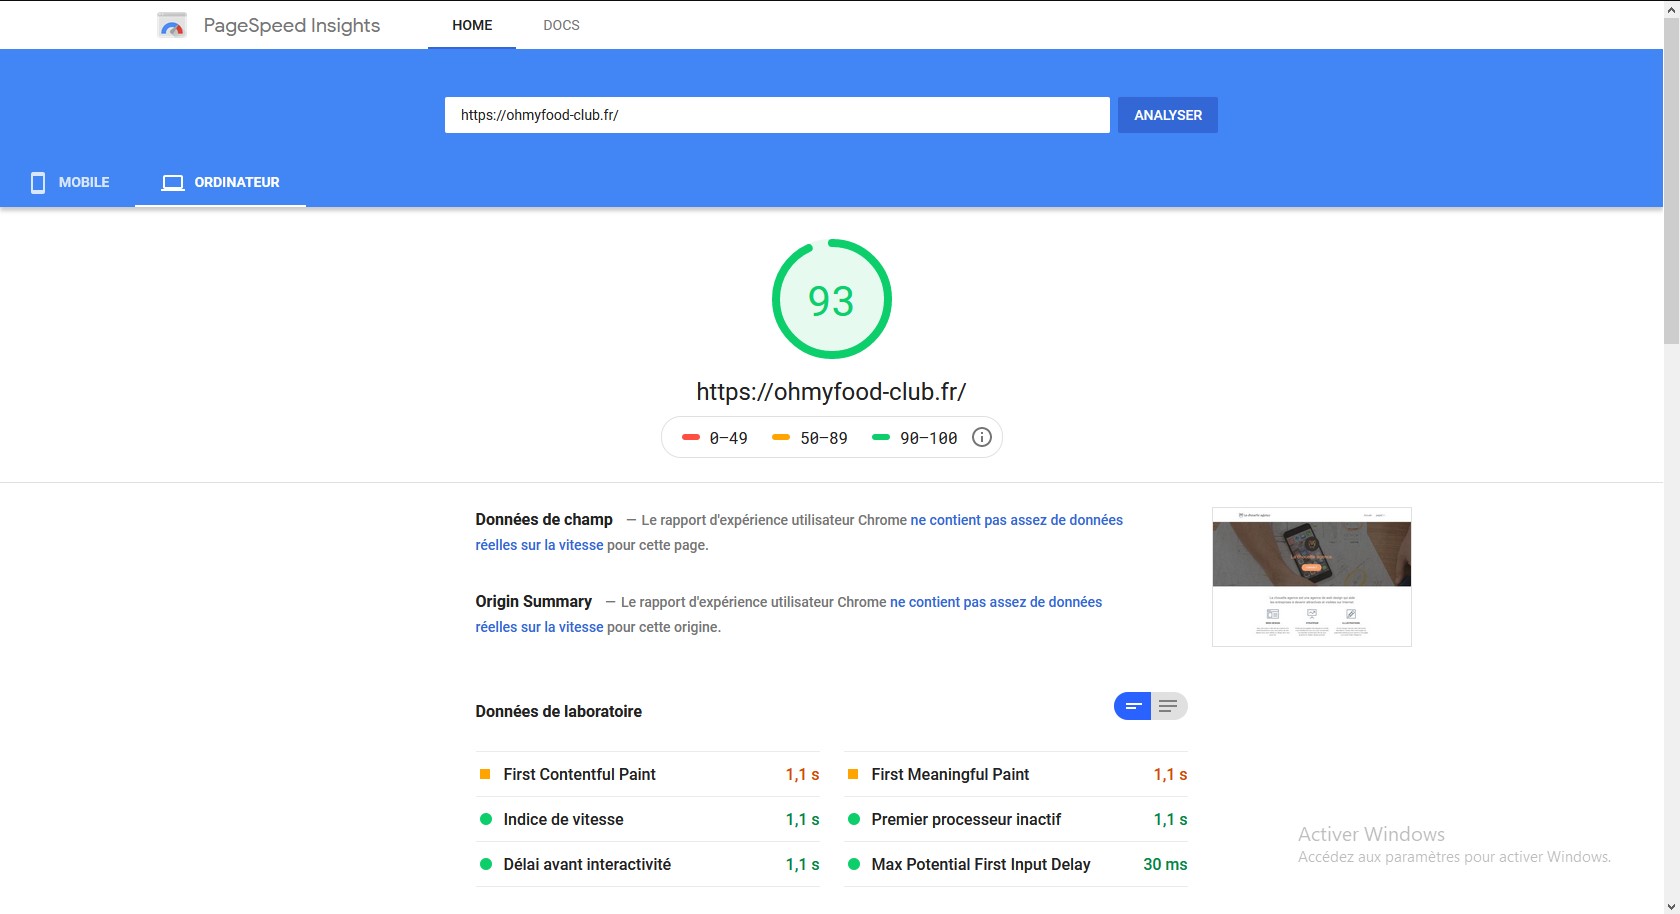 PageSpeed Insights HOME DOCS
https://ohmyfood-club.fr/ ANALYSER
MOBILE ORDINATEUR
93
https://ohmyfood-club.fr/
0–49 50–89 90–100
Données de champ — Le rapport d'expérience utilisateur Chrome ne contient pas assez de données
réelles sur la vitesse pour cette page.
Origin Summary — Le rapport d'expérience utilisateur Chrome ne contient pas assez de données
réelles sur la vitesse pour cette origine.
Données de laboratoire
First Contentful Paint 1,1 s
First Meaningful Paint 1,1 s
Indice de vitesse 1,1 s
Premier processeur inactif 1,1 s
Délai avant interactivité 1,1 s
Max Potential First Input Delay 30 ms
Activer Windows
Accédez aux paramètres pour activer Windows.